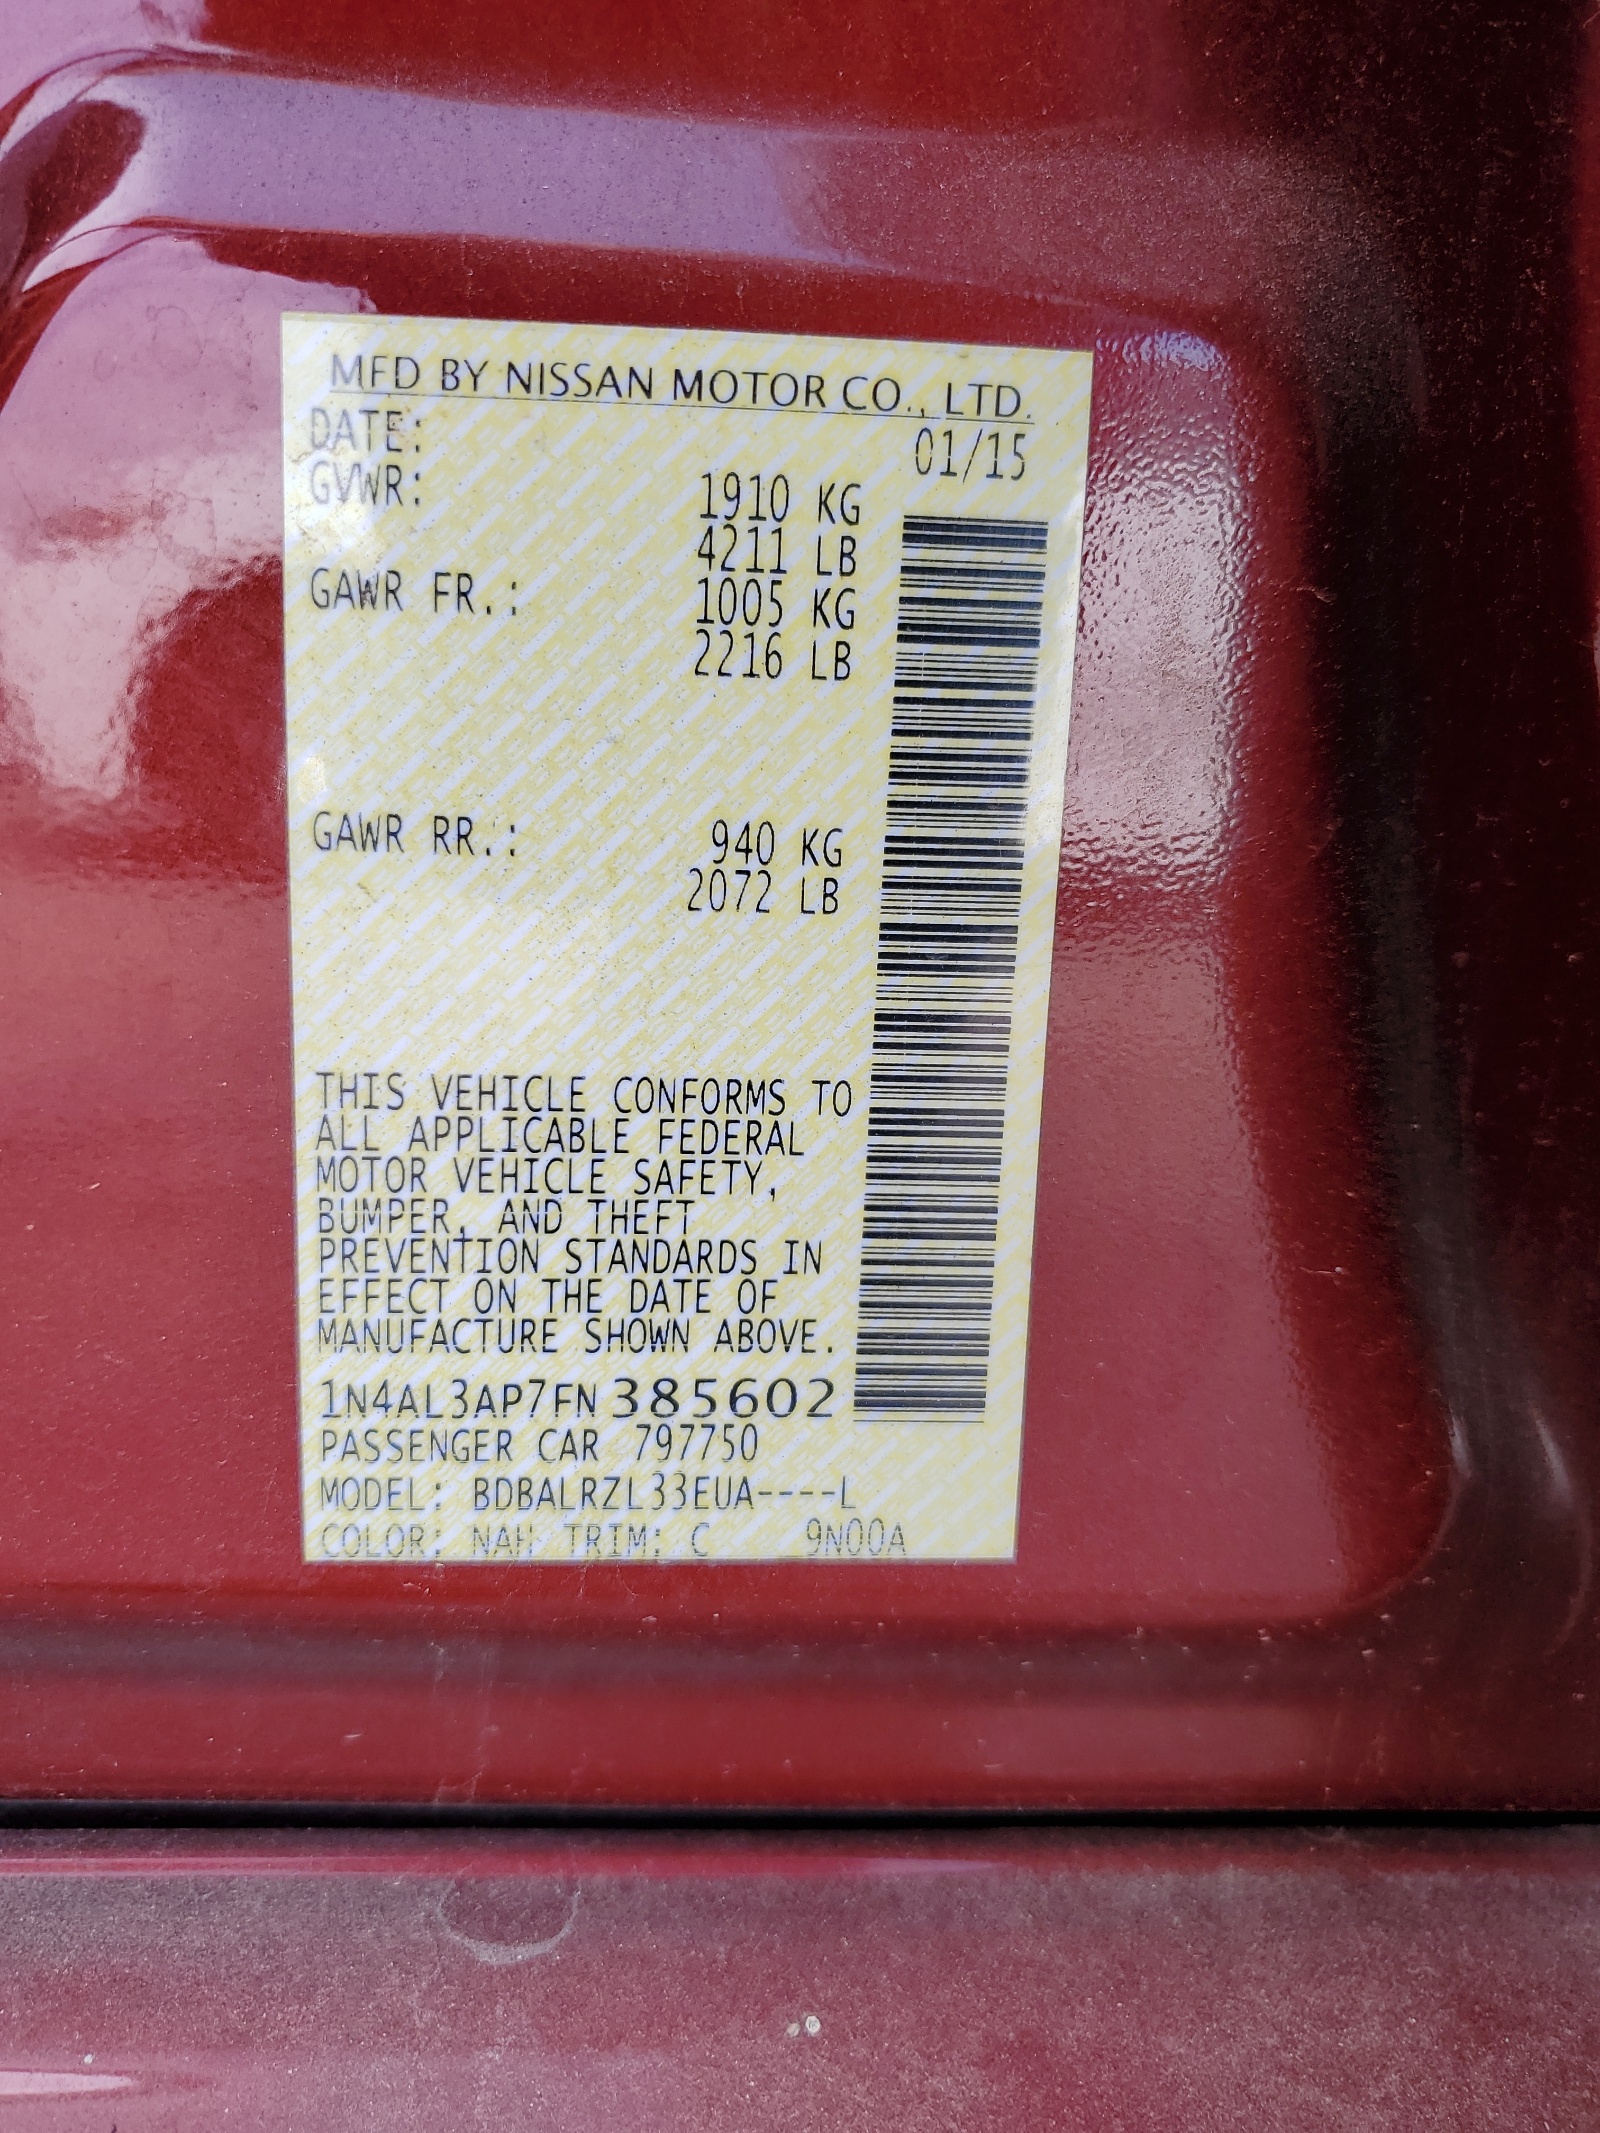 MFD BY NISSAN MOTOR CO., LTD.
DATE: 01/15
GVWR: 1910 KG
4211 LB
GAWR FR.: 1005 KG
2216 LB
GAWR RR.: 940 KG
2072 LB
THIS VEHICLE CONFORMS TO
ALL APPLICABLE FEDERAL
MOTOR VEHICLE SAFETY,
BUMPER, AND THEFT
PREVENTION STANDARDS IN
EFFECT ON THE DATE OF
MANUFACTURE SHOWN ABOVE.
1N4AL3AP7FN385602
PASSENGER CAR 797750
MODEL: BDBALRZL33EUA----L
COLOR: NAH TRIM: C 9N00A